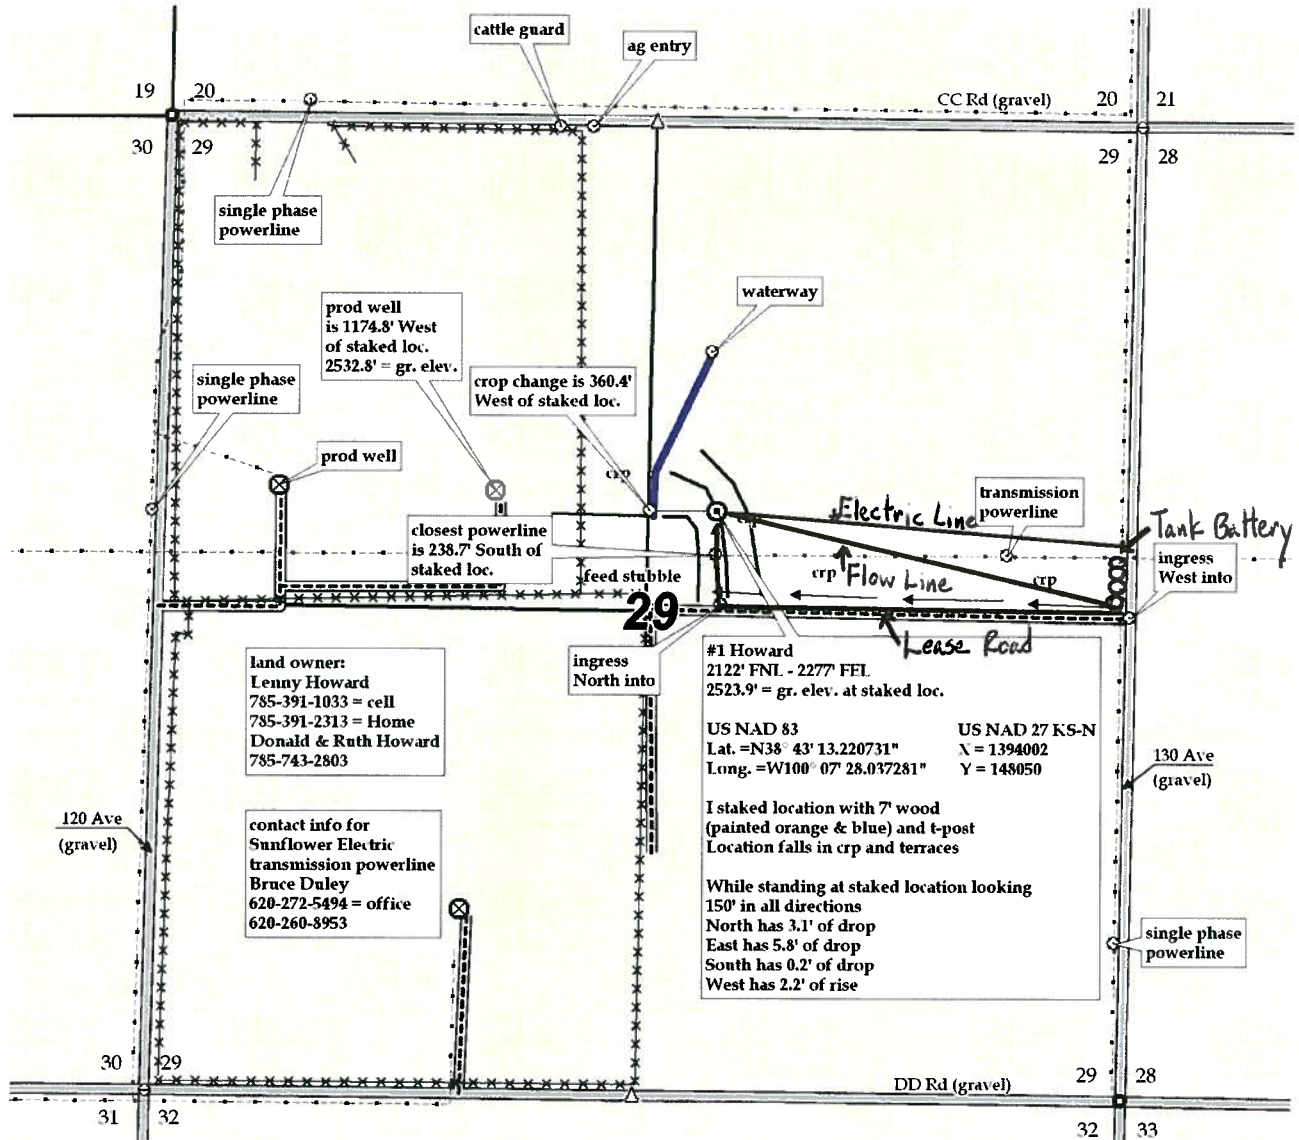 cattle guard
ag entry
19
20
CC Rd (gravel)
20
21
30
29
29
28
single phase
powerline
waterway
prod well
is 1174.8' West
of staked loc.
2532.8' = gr. elev.
single phase
powerline
crop change is 360.4'
West of staked loc.
prod well
crp
transmission
powerline
Electric Line
Tank Battery
closest powerline
is 238.7' South of
staked loc.
crp
ingress
West into
feed stubble
crp
Flow Line
crp
29
Lease Road
ingress
North into
#1 Howard
2122' FNL - 2277' FEL
2523.9' = gr. elev. at staked loc.
US NAD 83
Lat. =N38° 43' 13.220731"
Long. =W100° 07' 28.037281"
US NAD 27 KS-N
X = 1394002
Y = 148050
I staked location with 7' wood
(painted orange & blue) and t-post
Location falls in crp and terraces
While standing at staked location looking
150' in all directions
North has 3.1' of drop
East has 5.8' of drop
South has 0.2' of drop
West has 2.2' of rise
land owner:
Lenny Howard
785-391-1033 = cell
785-391-2313 = Home
Donald & Ruth Howard
785-743-2803
130 Ave
(gravel)
120 Ave
(gravel)
contact info for
Sunflower Electric
transmission powerline
Bruce Duley
620-272-5494 = office
620-260-8953
single phase
powerline
30
29
DD Rd (gravel)
29
28
31
32
32
33